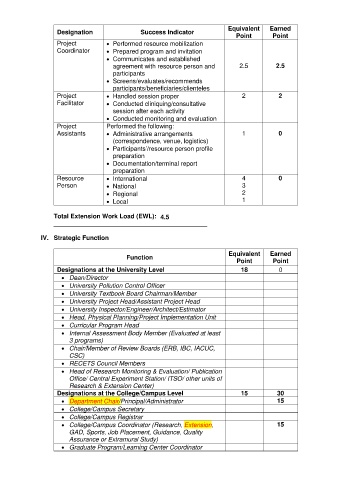 Designation Success Indicator Equivalent Point Earned Point
Project Coordinator
• Performed resource mobilization
• Prepared program and invitation
• Communicates and established agreement with resource person and participants
• Screens/evaluates/recommends participants/beneficiaries/clienteles
2.5 2.5
Project Facilitator
• Handled session proper
• Conducted cliniquing/consultative session after each activity
• Conducted monitoring and evaluation
2 2
Project Assistants
Performed the following:
• Administrative arrangements (correspondence, venue, logistics)
• Participants'/resource person profile preparation
• Documentation/terminal report preparation
1 0
Resource Person
• International 4 0
• National 3
• Regional 2
• Local 1
Total Extension Work Load (EWL): 4.5
IV. Strategic Function
Function Equivalent Point Earned Point
Designations at the University Level 18 0
• Dean/Director
• University Pollution Control Officer
• University Textbook Board Chairman/Member
• University Project Head/Assistant Project Head
• University Inspector/Engineer/Architect/Estimator
• Head, Physical Planning/Project Implementation Unit
• Curricular Program Head
• Internal Assessment Body Member (Evaluated at least 3 programs)
• Chair/Member of Review Boards (ERB, IBC, IACUC, CSC)
• RECETS Council Members
• Head of Research Monitoring & Evaluation/ Publication Office/ Central Experiment Station/ ITSO/ other units of Research & Extension Center)
Designations at the College/Campus Level 15 30
• Department Chair/Principal/Administrator 15
• College/Campus Secretary
• College/Campus Registrar
• College/Campus Coordinator (Research, Extension, GAD, Sports, Job Placement, Guidance, Quality Assurance or Extramural Study) 15
• Graduate Program/Learning Center Coordinator